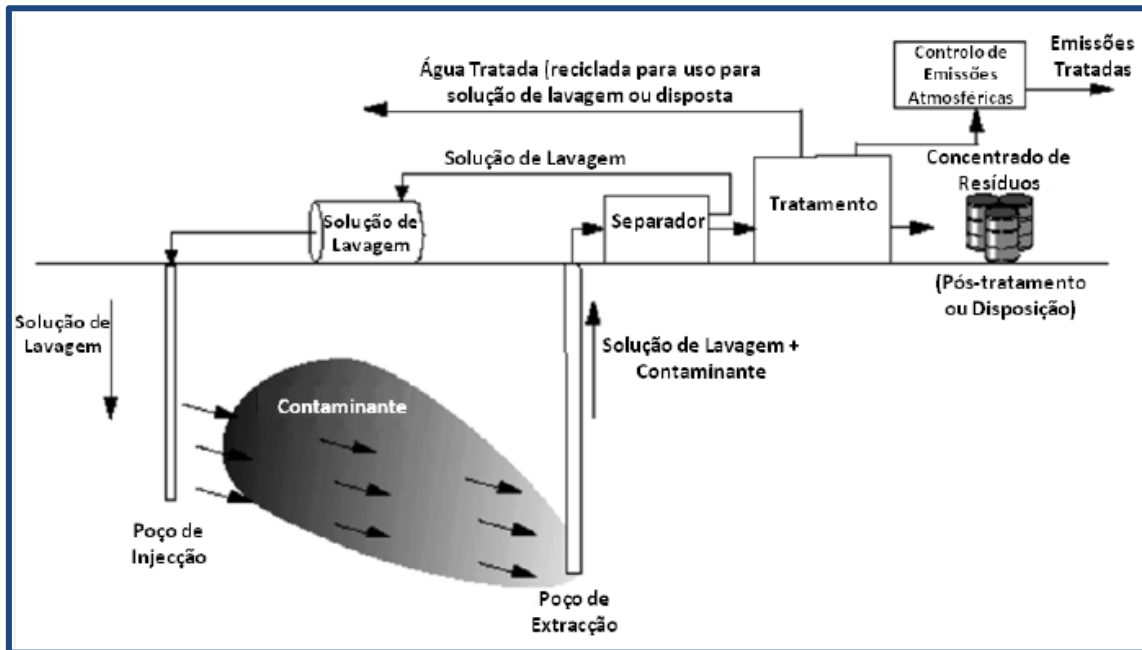 Água Tratada (reciclada para uso para
solução de lavagem ou disposta
Controlo de
Emissões
Atmosféricas
Emissões
Tratadas
Solução de Lavagem
Concentrado de
Resíduos
Solução de
Lavagem
Separador
Tratamento
(Pós-tratamento
ou Disposição)
Solução de
Lavagem
Solução de Lavagem +
Contaminante
Contaminante
Poço de
Injecção
Poço de
Extracção